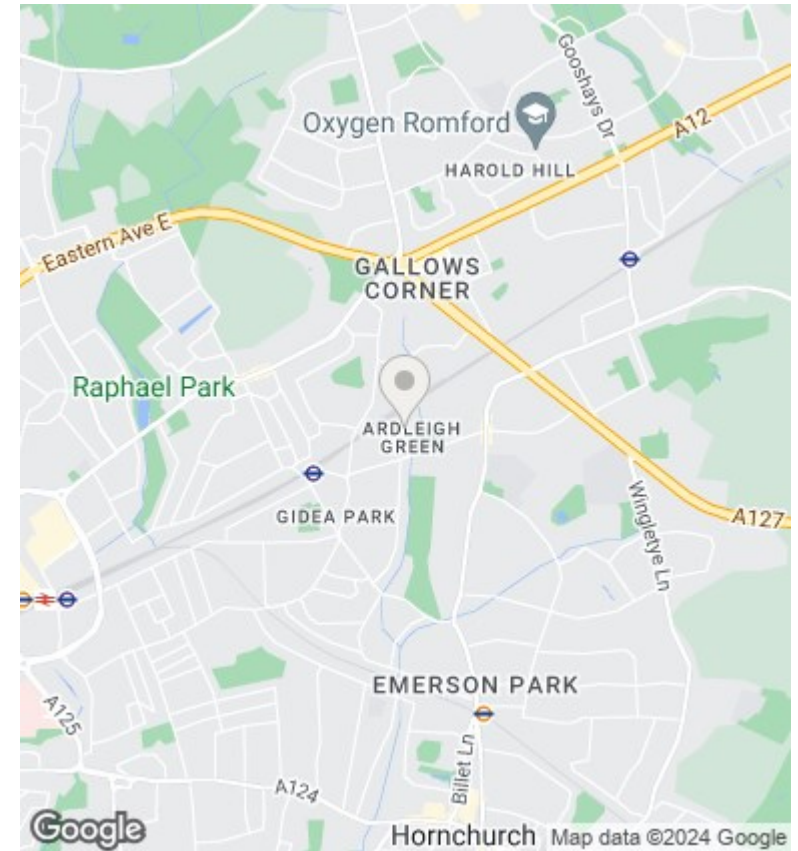 Gooshays Dr
Oxygen Romford
A12
HAROLD HILL
Eastern Ave E
GALLOWS
CORNER
Raphael Park
ARDLEIGH
GREEN
GIDEA PARK
Wingletye Ln
A127
EMERSON PARK
A125
Billet Ln
A124
Google
Hornchurch
Map data ©2024 Google